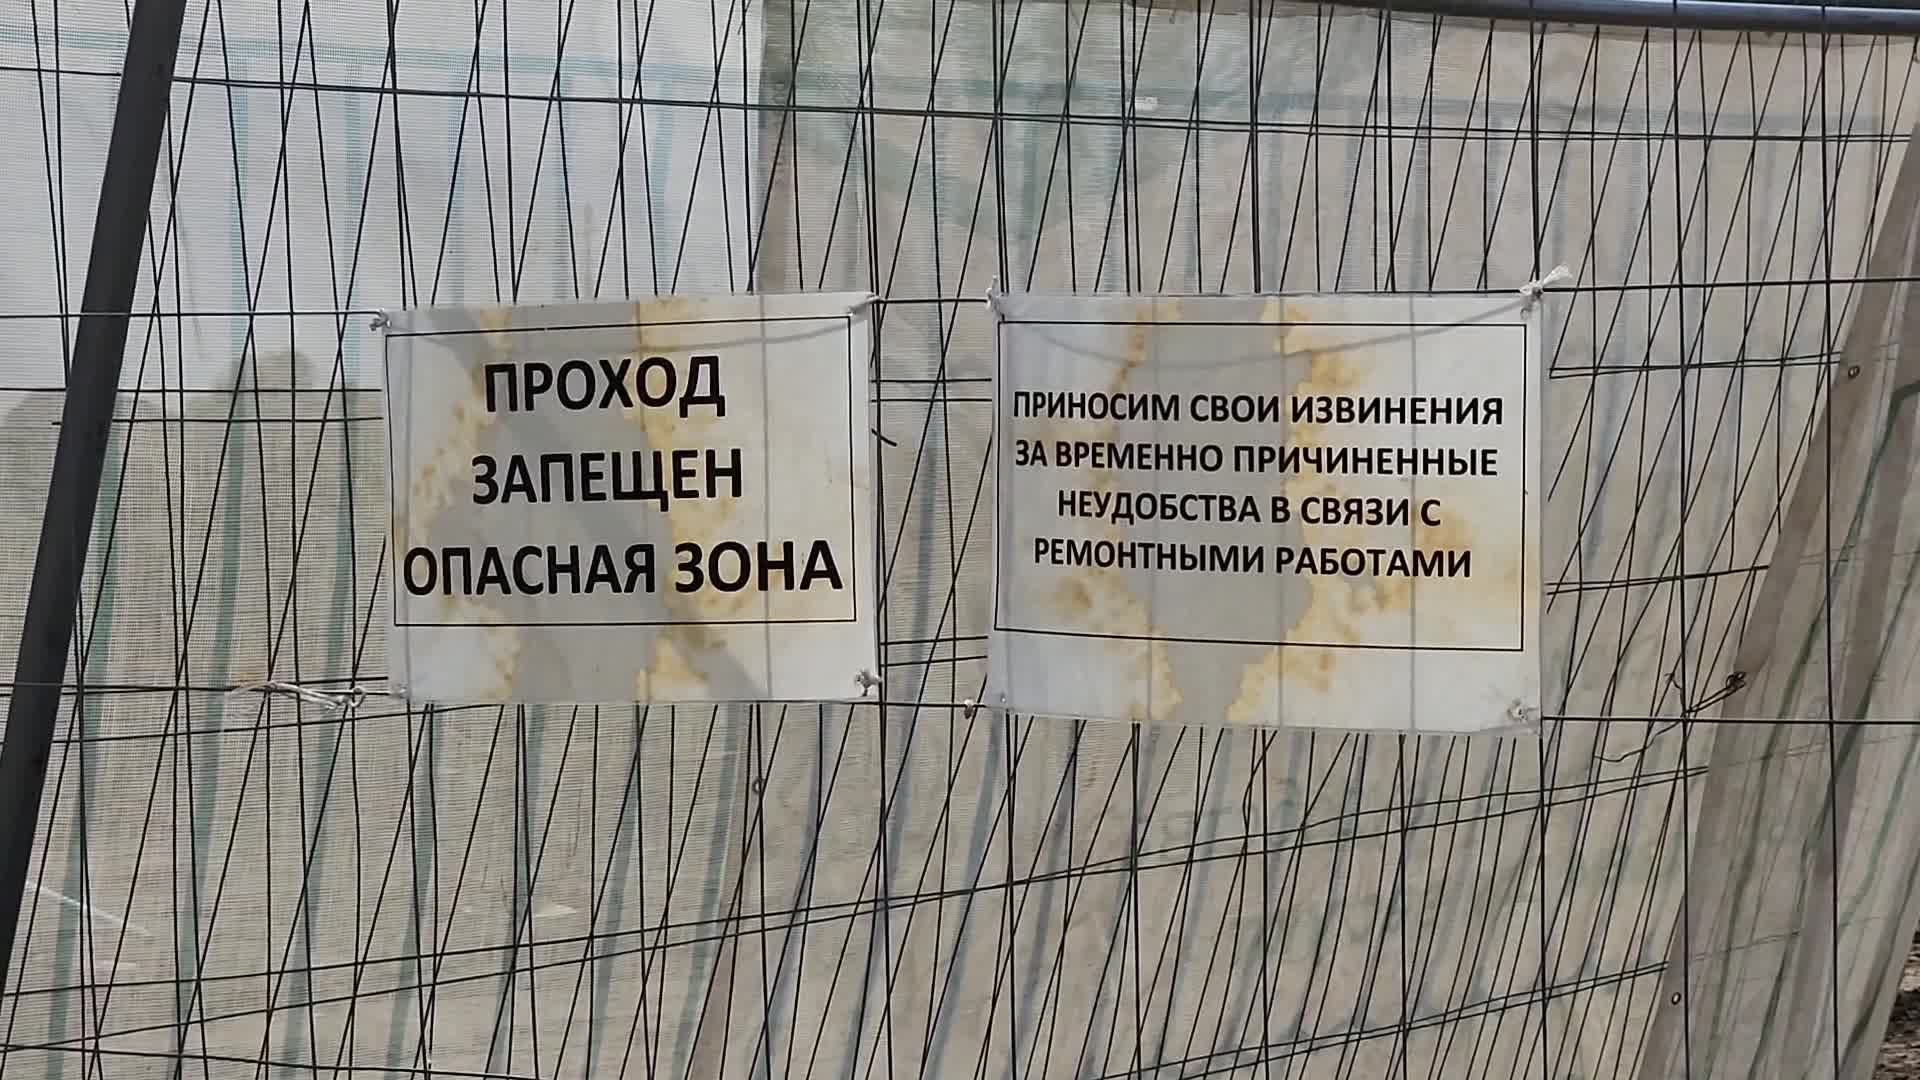 ПРОХОД
ЗАПЕЩЕН
ОПАСНАЯ ЗОНА
ПРИНОСИМ СВОИ ИЗВИНЕНИЯ
ЗА ВРЕМЕННО ПРИЧИНЕННЫЕ
НЕУДОБСТВА В СВЯЗИ С
РЕМОНТНЫМИ РАБОТАМИ